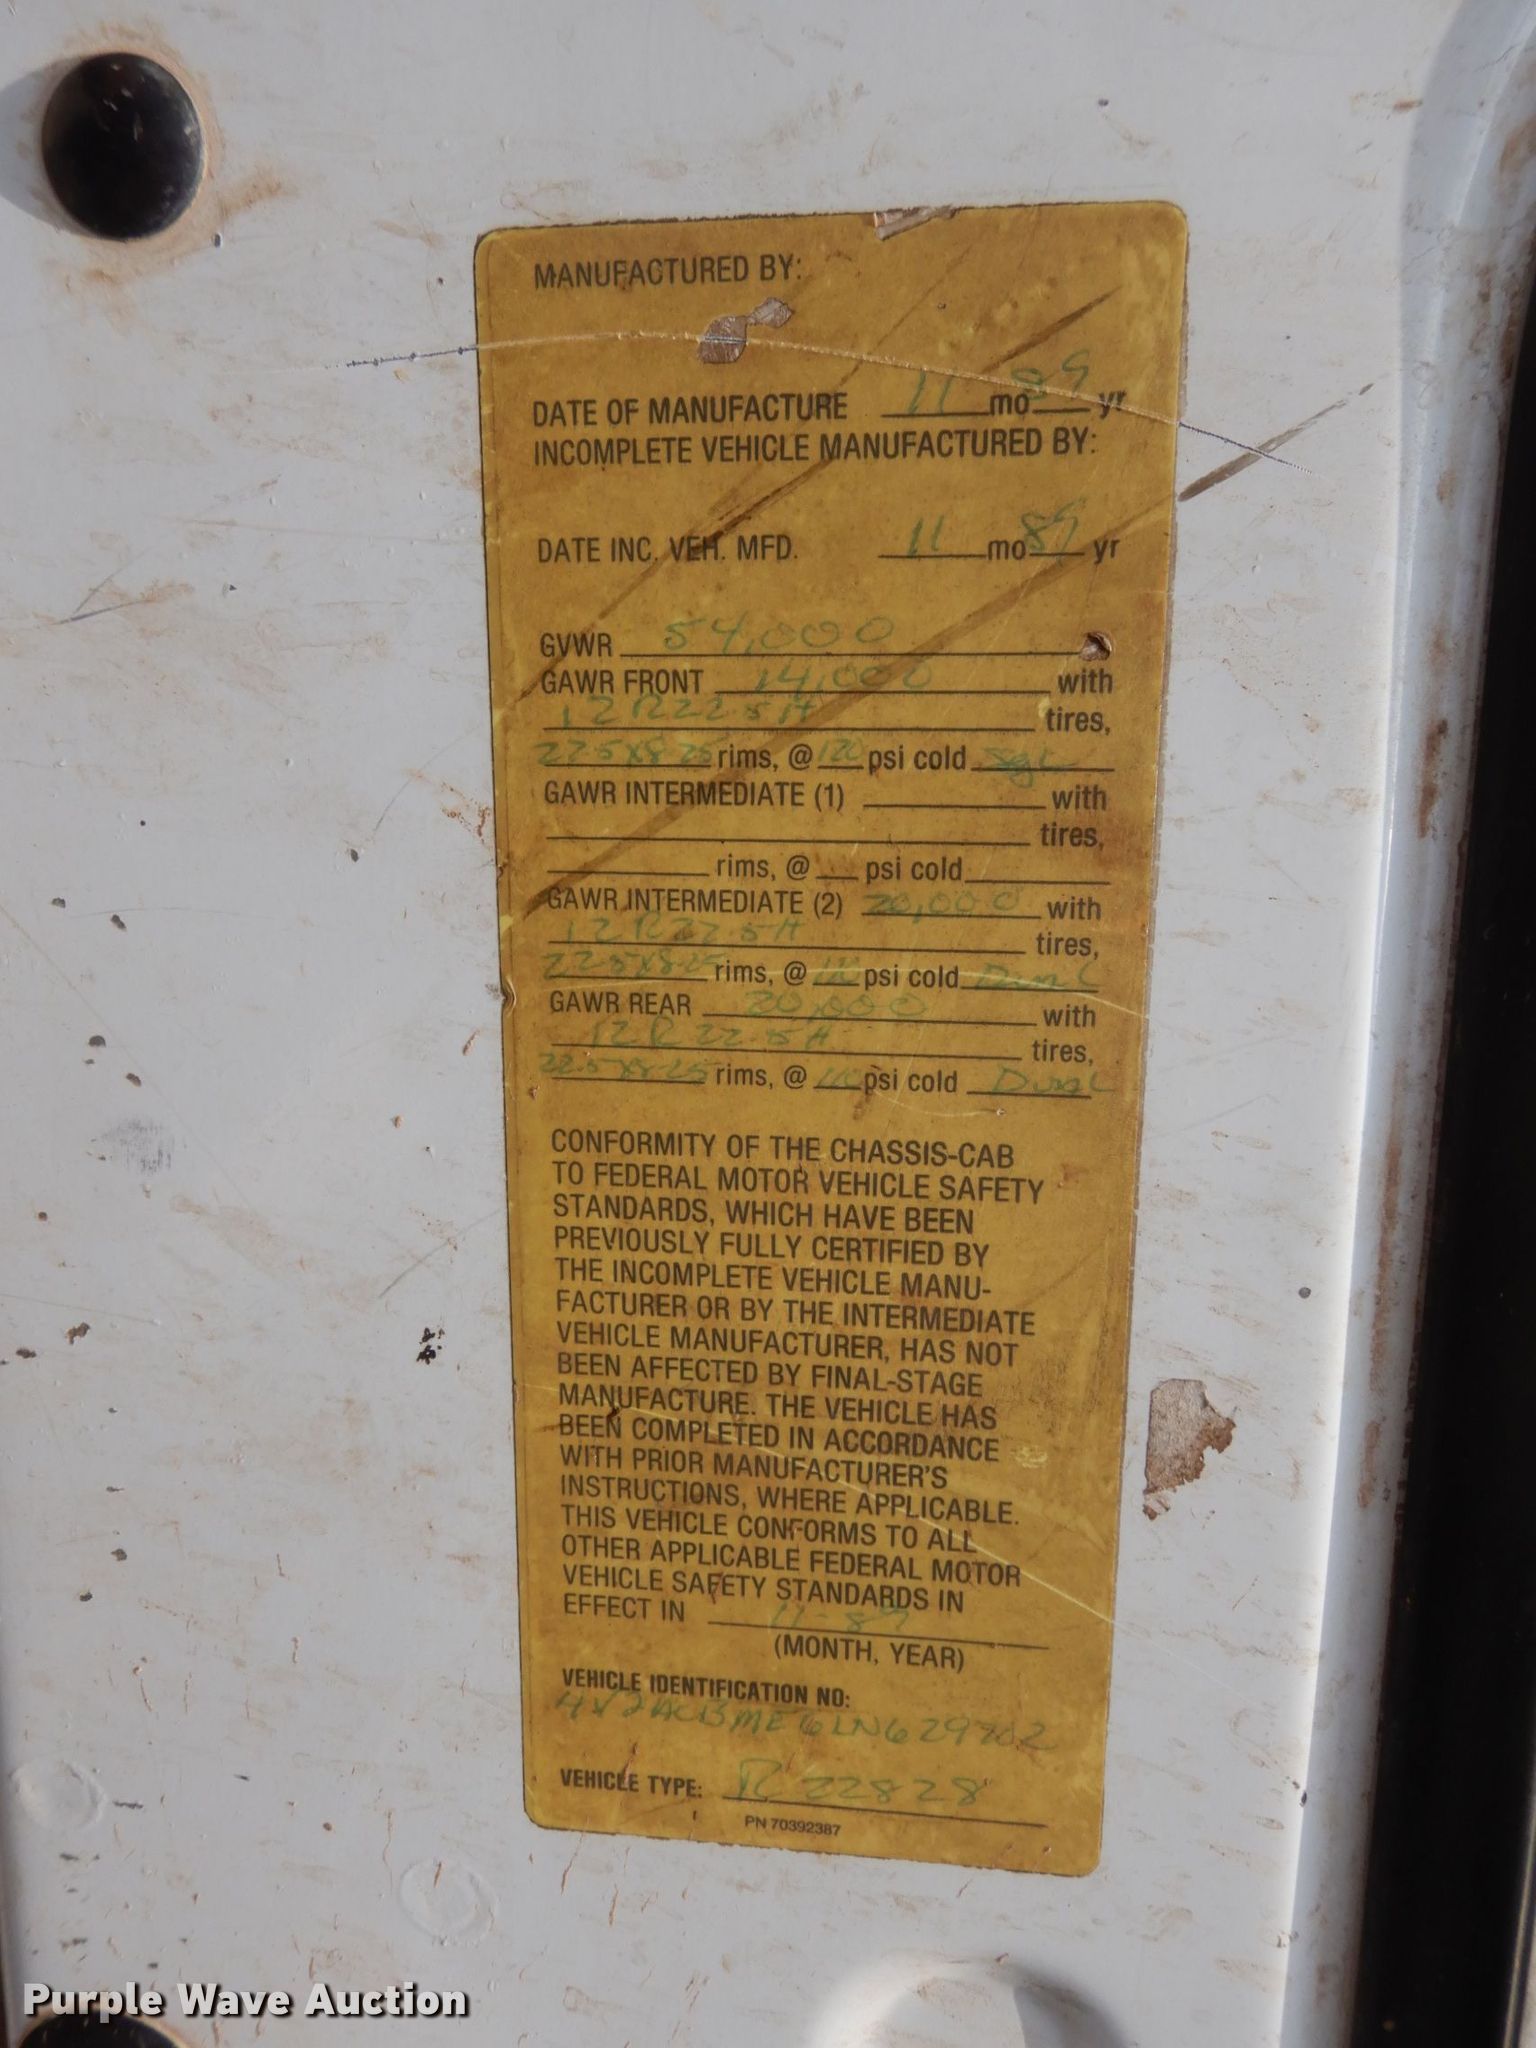 MANUFACTURED BY:
DATE OF MANUFACTURE 11 mo 89 yr
INCOMPLETE VEHICLE MANUFACTURED BY:
DATE INC. VEH. MFD. 11 mo 89 yr
GVWR 54,000
GAWR FRONT 14,000 with
12R22.5H tires,
22.5X8.25 rims, @ 120 psi cold SgL
GAWR INTERMEDIATE (1) with
tires,
rims, @ psi cold
GAWR INTERMEDIATE (2) 20,000 with
12R22.5H tires,
22.5X8.25 rims, @ 110 psi cold Dual
GAWR REAR 20,000 with
12R22.5H tires,
22.5X8.25 rims, @ 110 psi cold Dual
CONFORMITY OF THE CHASSIS-CAB
TO FEDERAL MOTOR VEHICLE SAFETY
STANDARDS, WHICH HAVE BEEN
PREVIOUSLY FULLY CERTIFIED BY
THE INCOMPLETE VEHICLE MANU-
FACTURER OR BY THE INTERMEDIATE
VEHICLE MANUFACTURER, HAS NOT
BEEN AFFECTED BY FINAL-STAGE
MANUFACTURE. THE VEHICLE HAS
BEEN COMPLETED IN ACCORDANCE
WITH PRIOR MANUFACTURER'S
INSTRUCTIONS, WHERE APPLICABLE.
THIS VEHICLE CONFORMS TO ALL
OTHER APPLICABLE FEDERAL MOTOR
VEHICLE SAFETY STANDARDS IN
EFFECT IN 11-89
(MONTH, YEAR)
VEHICLE IDENTIFICATION NO:
4V2ACBME6LN629702
VEHICLE TYPE: R22828
PN 70392387
Purple Wave Auction